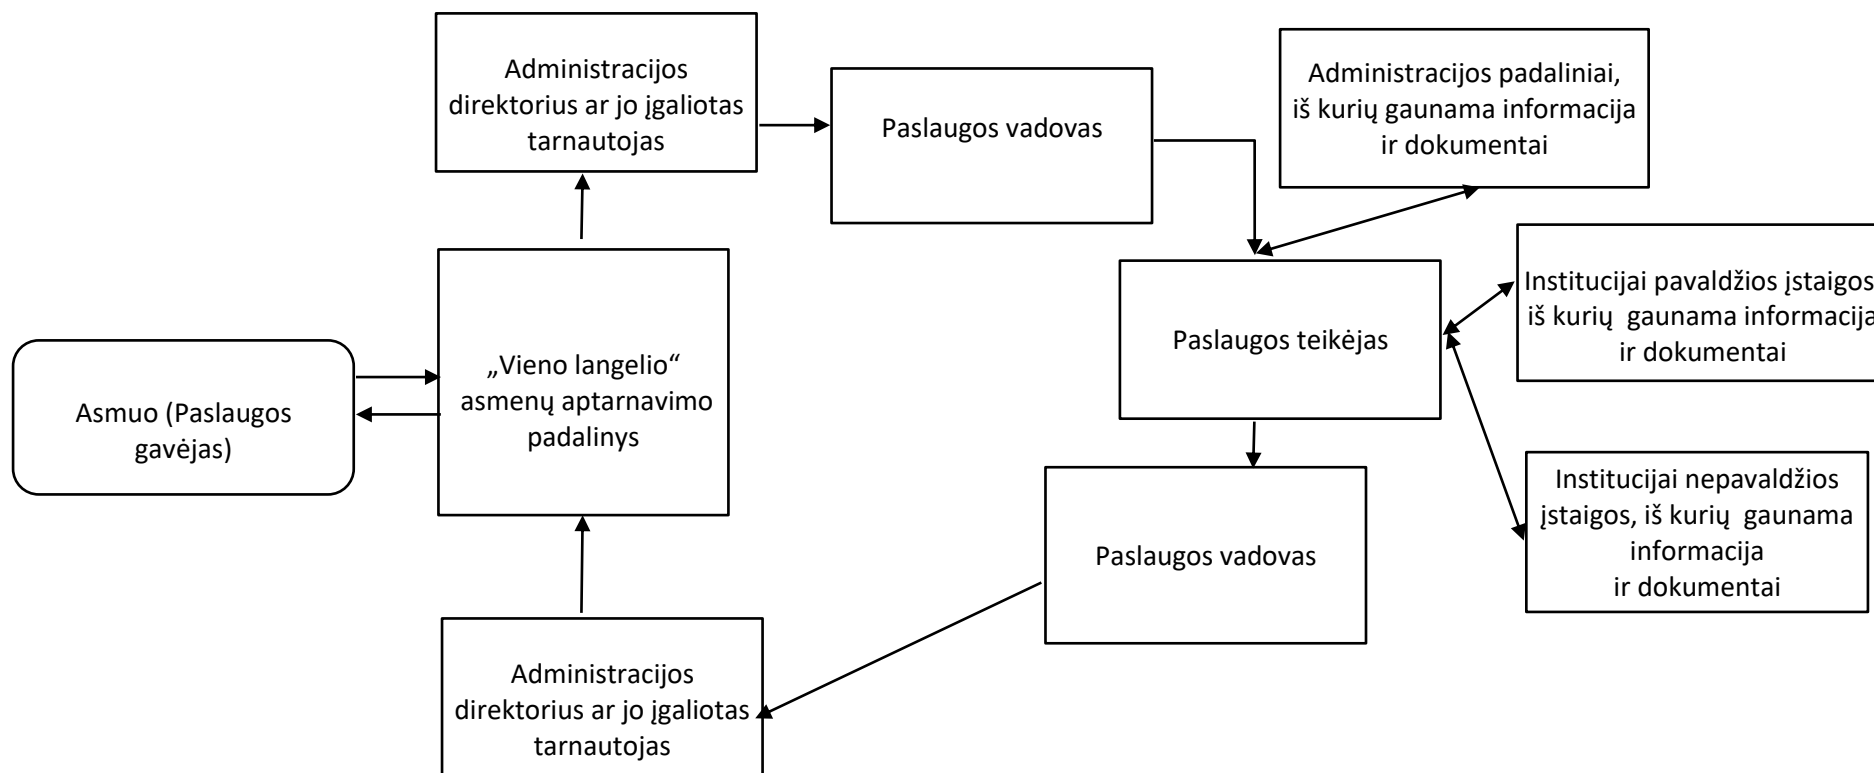 Administracijos
direktorius ar jo įgaliotas
tarnautojas
Paslaugos vadovas
Administracijos padaliniai,
iš kurių gaunama informacija
ir dokumentai
Institucijai pavaldžios įstaigos
iš kurių  gaunama informacija
ir dokumentai
Paslaugos teikėjas
„Vieno langelio“
asmenų aptarnavimo
padalinys
Asmuo (Paslaugos
gavėjas)
Institucijai nepavaldžios
įstaigos, iš kurių  gaunama
informacija
ir dokumentai
Paslaugos vadovas
Administracijos
direktorius ar jo įgaliotas
tarnautojas